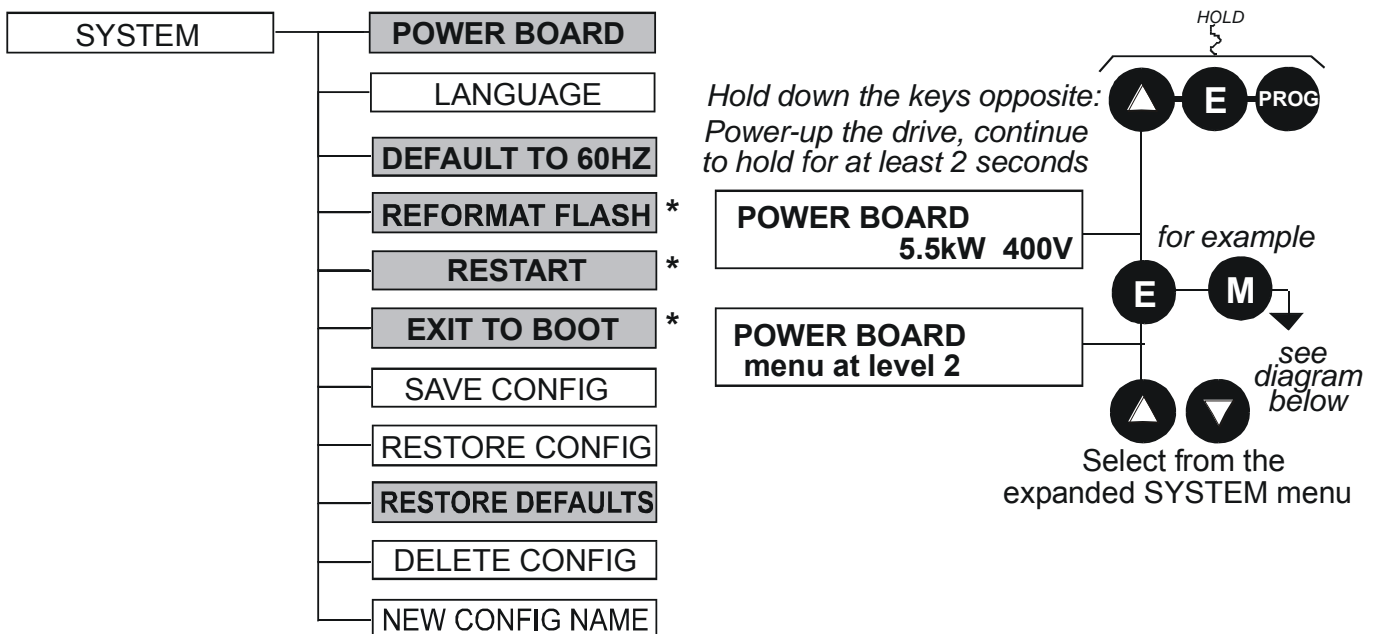 SYSTEM
POWER BOARD
LANGUAGE
DEFAULT TO 60HZ
REFORMAT FLASH *
RESTART *
EXIT TO BOOT *
SAVE CONFIG
RESTORE CONFIG
RESTORE DEFAULTS
DELETE CONFIG
NEW CONFIG NAME
HOLD
Hold down the keys opposite:
E PROG
Power-up the drive, continue
to hold for at least 2 seconds
POWER BOARD
5.5kW 400V
for example
E M
POWER BOARD
menu at level 2
see
diagram
below
Select from the
expanded SYSTEM menu